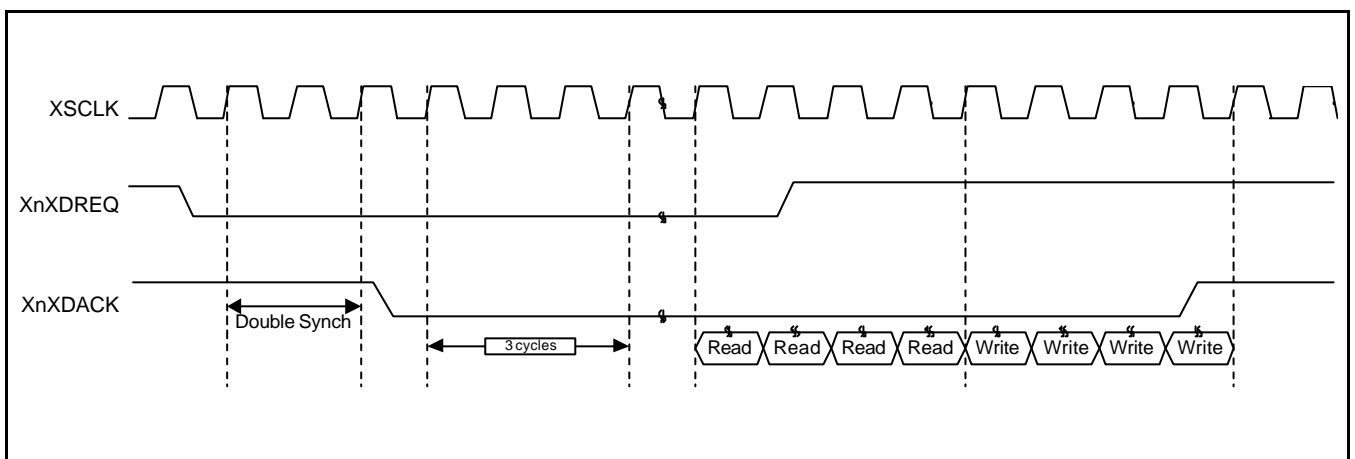 XSCLK
XnXDREQ
XnXDACK
Double Synch
3 cycles
Read Read Read Read Write Write Write Write